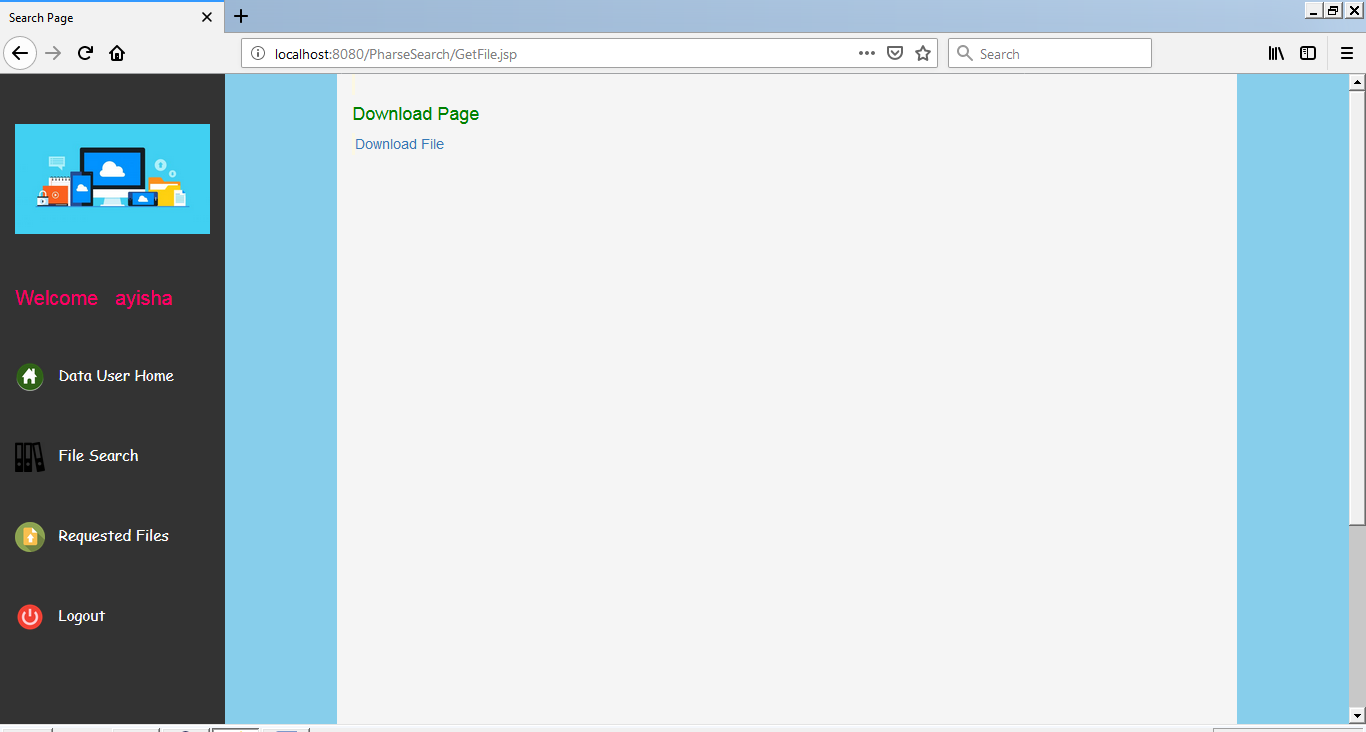 Search Page
localhost:8080/PharseSearch/GetFile.jsp
Search
Download Page
Download File
Welcome ayisha
Data User Home
File Search
Requested Files
Logout